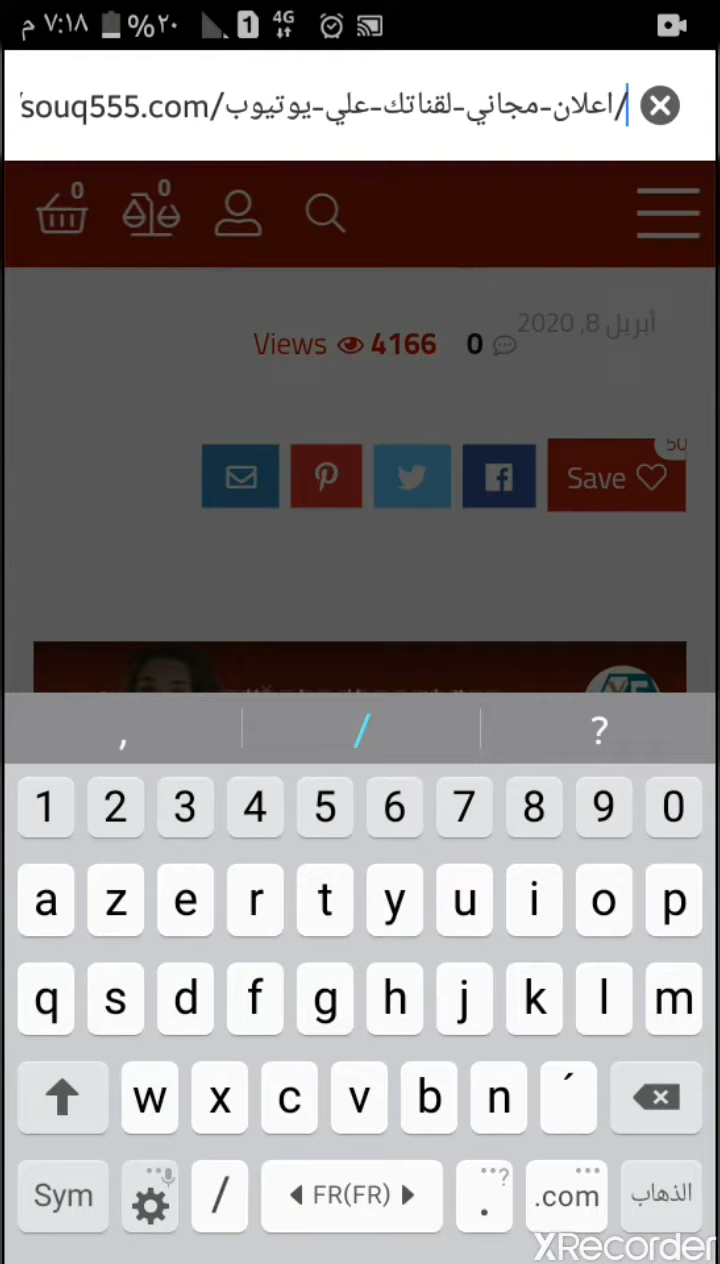 ٧:١٨ م %٢٠ 1 4G
souq555.com/اعلان-مجاني-لقناتك-علي-يوتيوب/
0 0
أبريل 8, 2020
Views 4166 0
50
Save
, / ?
1 2 3 4 5 6 7 8 9 0
a z e r t y u i o p
q s d f g h j k l m
w x c v b n ´
Sym / FR(FR) . .com الذهاب
XRecorder